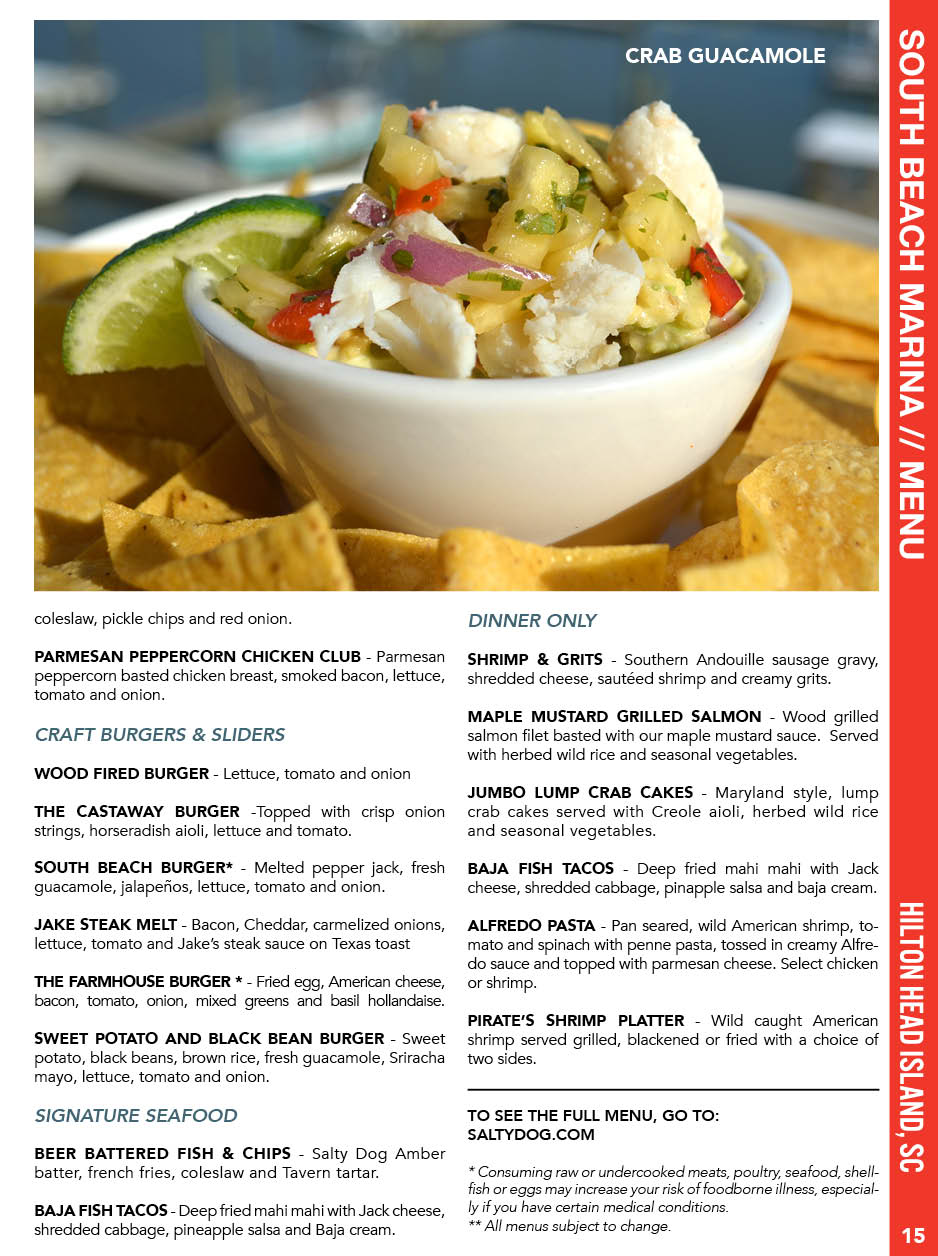 CRAB GUACAMOLE
coleslaw, pickle chips and red onion.
PARMESAN PEPPERCORN CHICKEN CLUB - Parmesan
peppercorn basted chicken breast, smoked bacon, lettuce,
tomato and onion.
CRAFT BURGERS & SLIDERS
WOOD FIRED BURGER - Lettuce, tomato and onion
THE CASTAWAY BURGER -Topped with crisp onion
strings, horseradish aioli, lettuce and tomato.
SOUTH BEACH BURGER* - Melted pepper jack, fresh
guacamole, jalapeños, lettuce, tomato and onion.
JAKE STEAK MELT - Bacon, Cheddar, carmelized onions,
lettuce, tomato and Jake's steak sauce on Texas toast
THE FARMHOUSE BURGER * - Fried egg, American cheese,
bacon, tomato, onion, mixed greens and basil hollandaise.
SWEET POTATO AND BLACK BEAN BURGER - Sweet
potato, black beans, brown rice, fresh guacamole, Sriracha
mayo, lettuce, tomato and onion.
SIGNATURE SEAFOOD
BEER BATTERED FISH & CHIPS - Salty Dog Amber
batter, french fries, coleslaw and Tavern tartar.
BAJA FISH TACOS - Deep fried mahi mahi with Jack cheese,
shredded cabbage, pineapple salsa and Baja cream.
DINNER ONLY
SHRIMP & GRITS - Southern Andouille sausage gravy,
shredded cheese, sautéed shrimp and creamy grits.
MAPLE MUSTARD GRILLED SALMON - Wood grilled
salmon filet basted with our maple mustard sauce. Served
with herbed wild rice and seasonal vegetables.
JUMBO LUMP CRAB CAKES - Maryland style, lump
crab cakes served with Creole aioli, herbed wild rice
and seasonal vegetables.
BAJA FISH TACOS - Deep fried mahi mahi with Jack
cheese, shredded cabbage, pinapple salsa and baja cream.
ALFREDO PASTA - Pan seared, wild American shrimp, to-
mato and spinach with penne pasta, tossed in creamy Alfre-
do sauce and topped with parmesan cheese. Select chicken
or shrimp.
PIRATE'S SHRIMP PLATTER - Wild caught American
shrimp served grilled, blackened or fried with a choice of
two sides.
TO SEE THE FULL MENU, GO TO:
SALTYDOG.COM
* Consuming raw or undercooked meats, poultry, seafood, shell-
fish or eggs may increase your risk of foodborne illness, especial-
ly if you have certain medical conditions.
** All menus subject to change.
SOUTH BEACH MARINA // MENU
HILTON HEAD ISLAND, SC
15